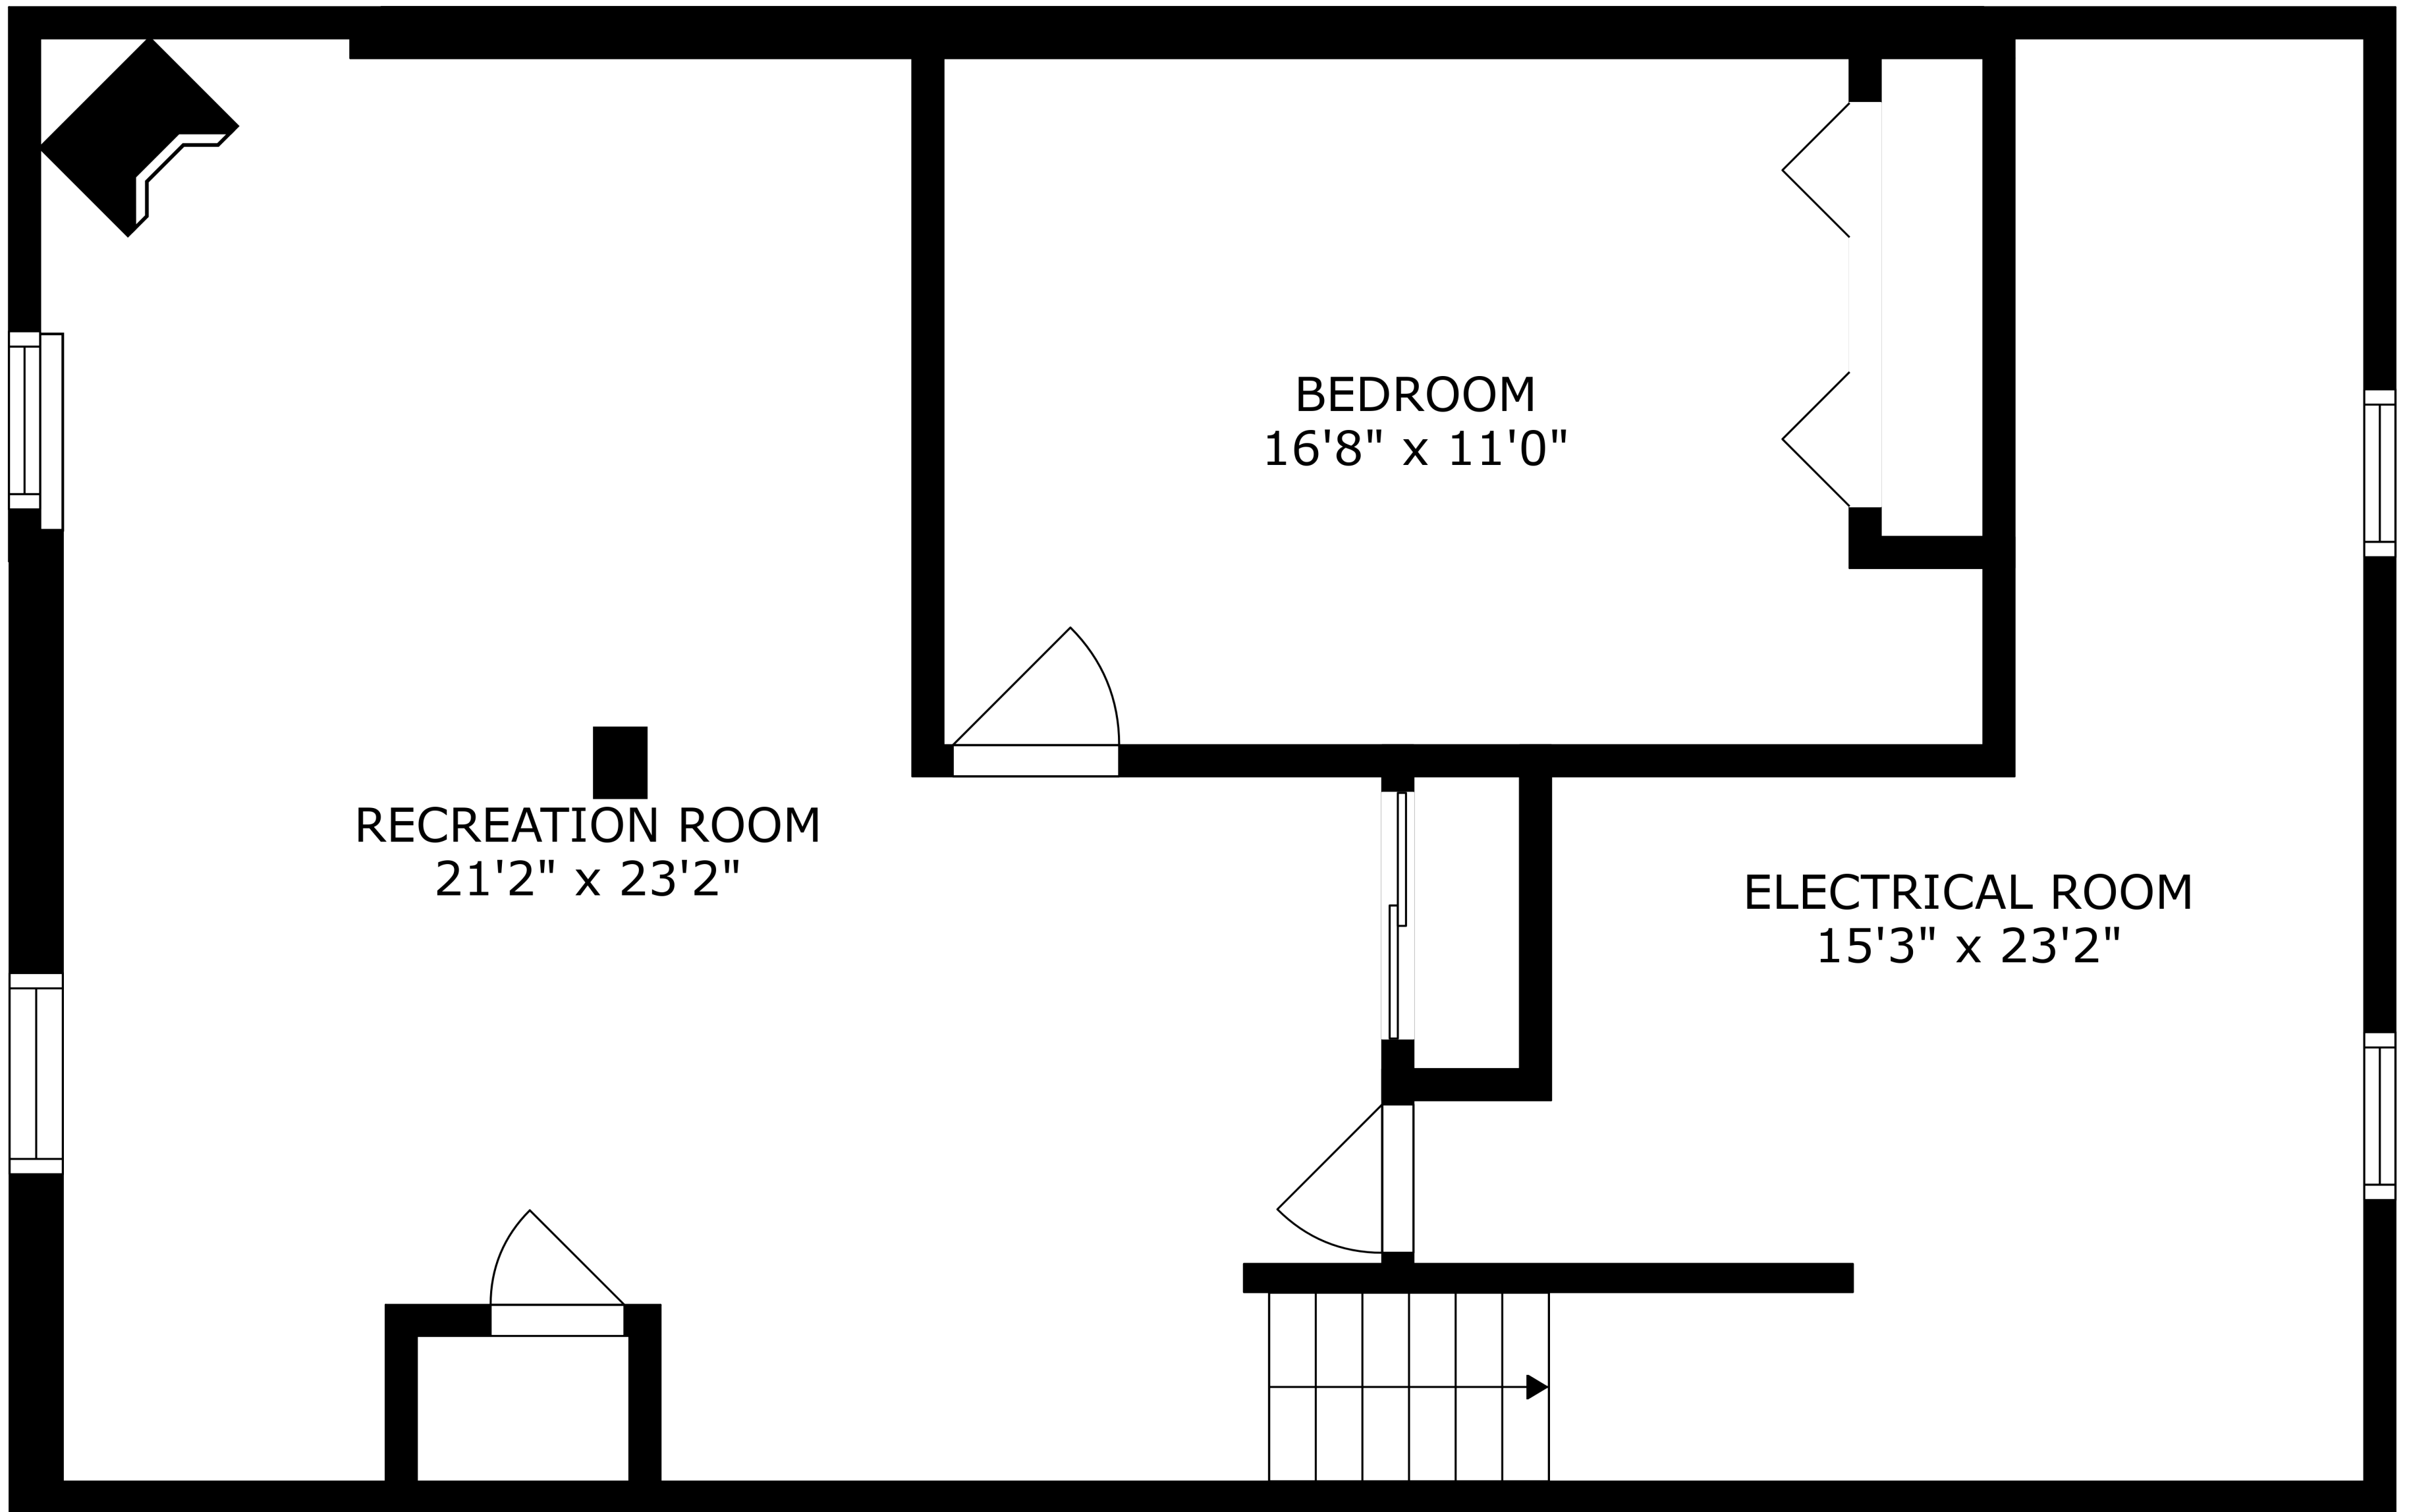 BEDROOM
16'8" x 11'0"
RECREATION ROOM
21'2" x 23'2"
ELECTRICAL ROOM
15'3" x 23'2"